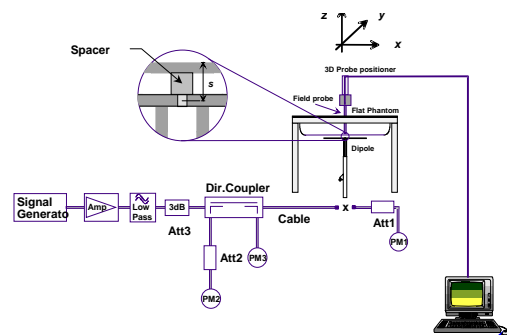 z
y
x
Spacer
s
3D Probe positioner
Field probe
Flat Phantom
Dipole
Signal
Generato
Amp
Low
Pass
3dB
Att3
Dir.Coupler
Cable
x
Att1
PM1
Att2
PM3
PM2